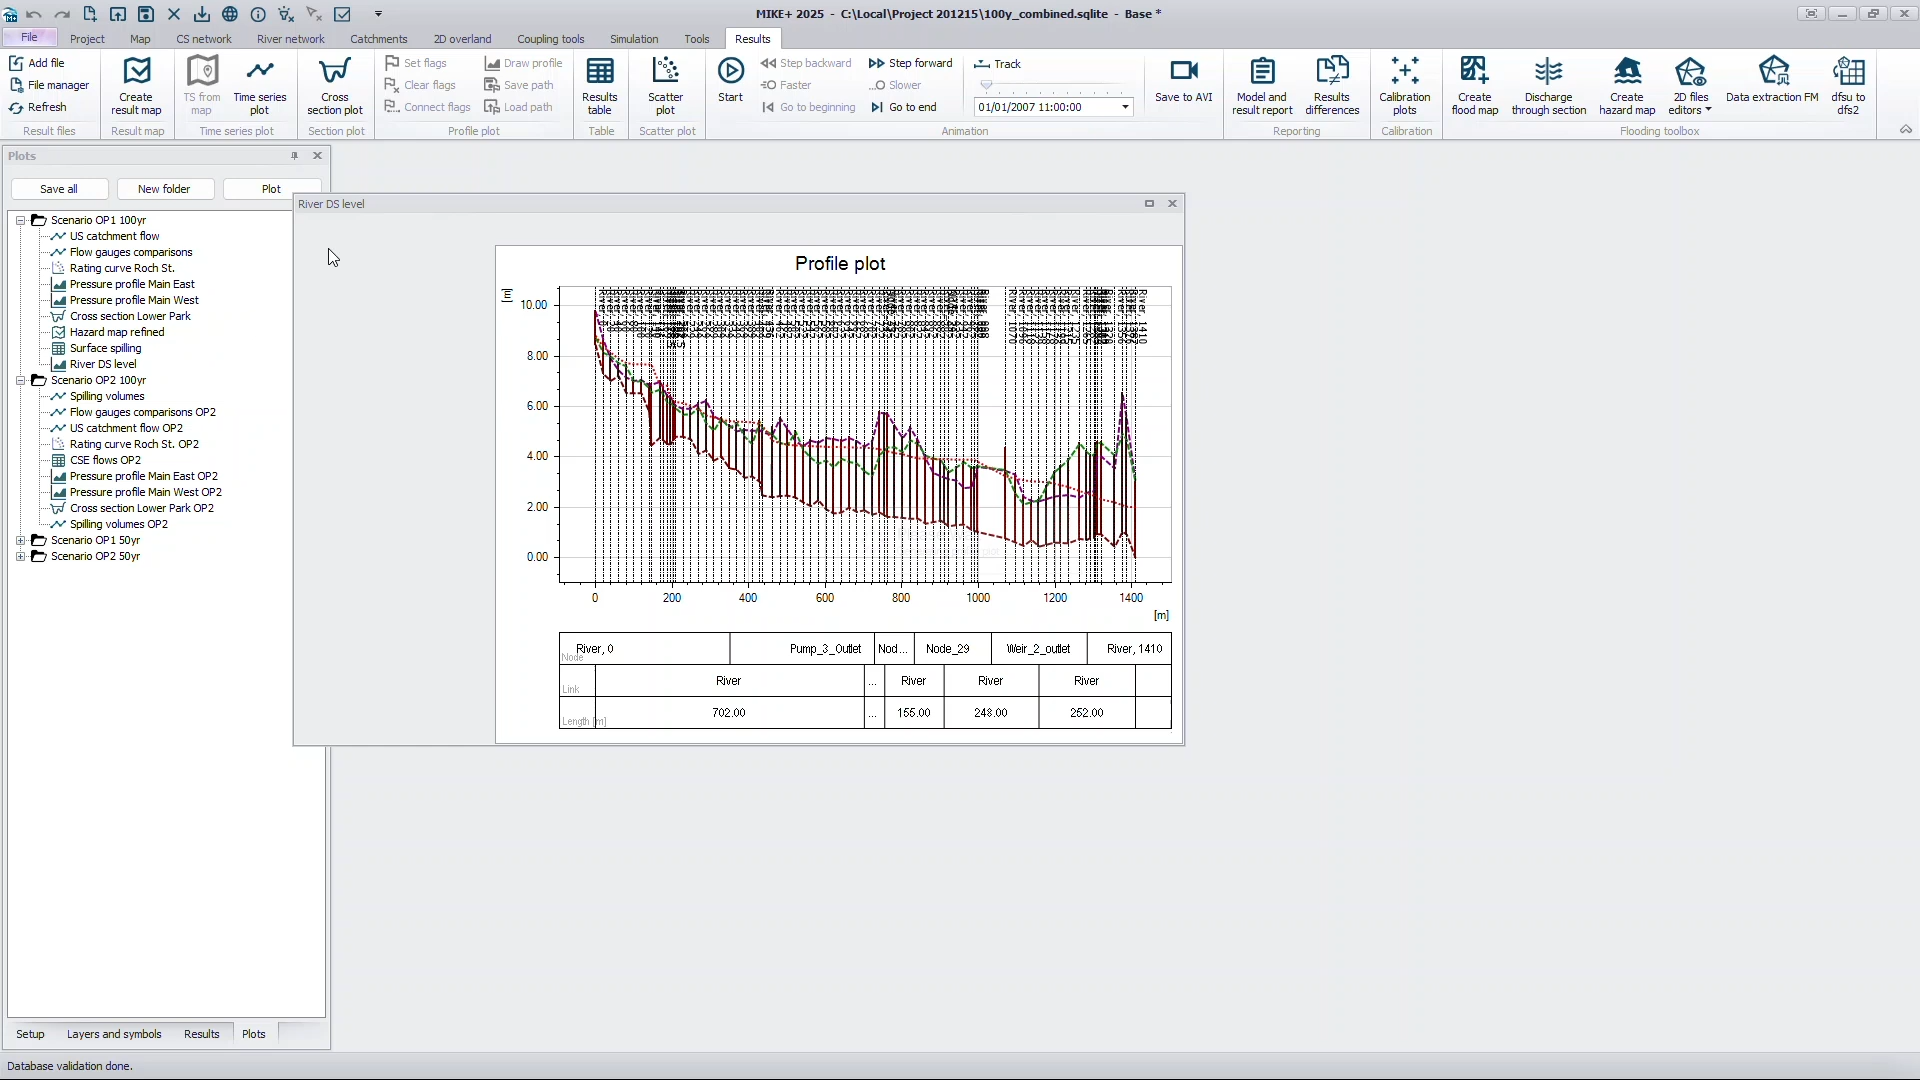 MIKE+ 2025 - C:\Local\Project 201215\100y_combined.sqlite - Base *
File Project Map CS network River network Catchments 2D overland Coupling tools Simulation Tools Results
Add file
File manager
Refresh
Result files
Create
result map
Result map
TS from
map
Time series
plot
Time series plot
Cross
section plot
Section plot
Set flags
Clear flags
Connect flags
Draw profile
Save path
Load path
Profile plot
Results
table
Table
Scatter
plot
Scatter plot
Start
Step backward
Faster
Go to beginning
Step forward
Slower
Go to end
Track
01/01/2007 11:00:00
Animation
Save to AVI
Model and
result report
Results
differences
Reporting
Calibration
plots
Calibration
Create
flood map
Discharge
through section
Create
hazard map
2D files
editors
Data extraction FM
dfsu to
dfs2
Flooding toolbox
Plots
Save all New folder Plot
Scenario OP1 100yr
US catchment flow
Flow gauges comparisons
Rating curve Roch St.
Pressure profile Main East
Pressure profile Main West
Cross section Lower Park
Hazard map refined
Surface spilling
River DS level
Scenario OP2 100yr
Spilling volumes
Flow gauges comparisons OP2
US catchment flow OP2
Rating curve Roch St. OP2
CSE flows OP2
Pressure profile Main East OP2
Pressure profile Main West OP2
Cross section Lower Park OP2
Spilling volumes OP2
Scenario OP1 50yr
Scenario OP2 50yr
River DS level
Profile plot
[m]
10.00
8.00
6.00
4.00
2.00
0.00
0 200 400 600 800 1000 1200 1400
[m]
Node River, 0 Pump_3_Outlet Nod... Node_29 Weir_2_outlet River, 1410
Link River ... River River River
Length [m] 702.00 ... 155.00 248.00 252.00
Setup Layers and symbols Results Plots
Database validation done.